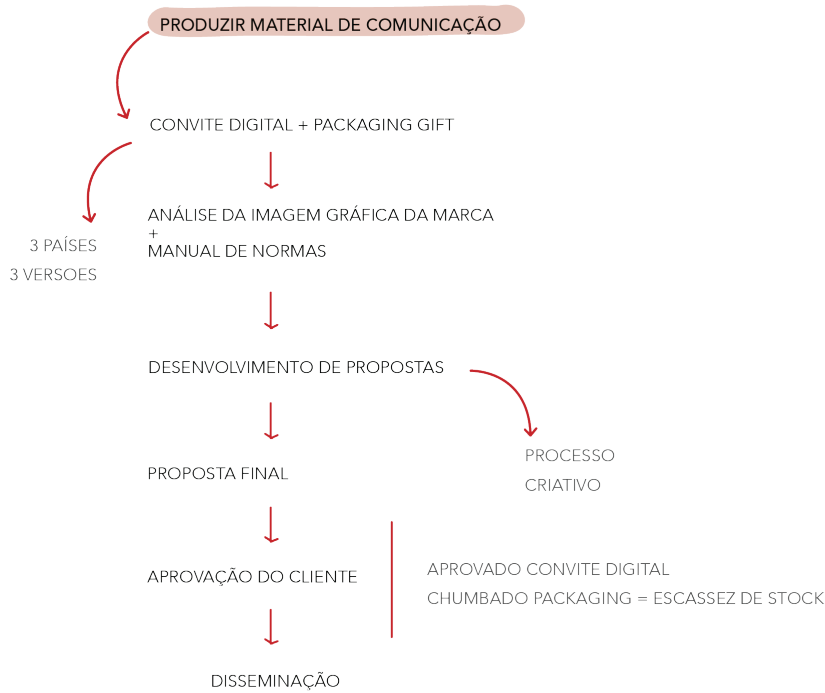 PRODUZIR MATERIAL DE COMUNICAÇÃO
CONVITE DIGITAL + PACKAGING GIFT
3 PAÍSES
3 VERSOES
ANÁLISE DA IMAGEM GRÁFICA DA MARCA
+
MANUAL DE NORMAS
DESENVOLVIMENTO DE PROPOSTAS
PROCESSO
CRIATIVO
PROPOSTA FINAL
APROVAÇÃO DO CLIENTE
APROVADO CONVITE DIGITAL
CHUMBADO PACKAGING = ESCASSEZ DE STOCK
DISSEMINAÇÃO